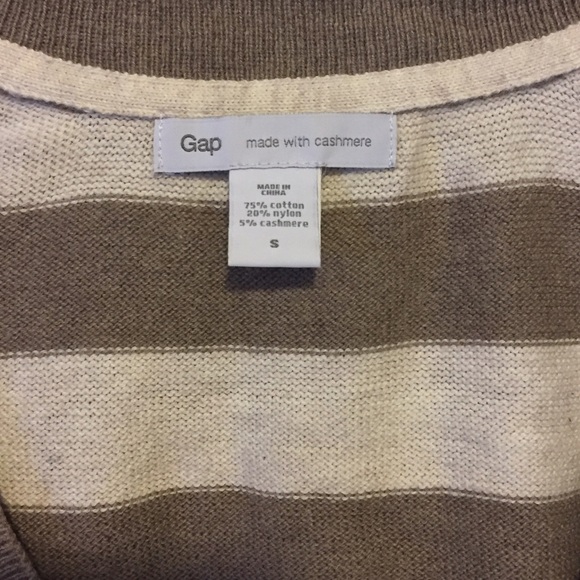 Gap made with cashmere
MADE IN
CHINA
75% cotton
20% nylon
5% cashmere
S